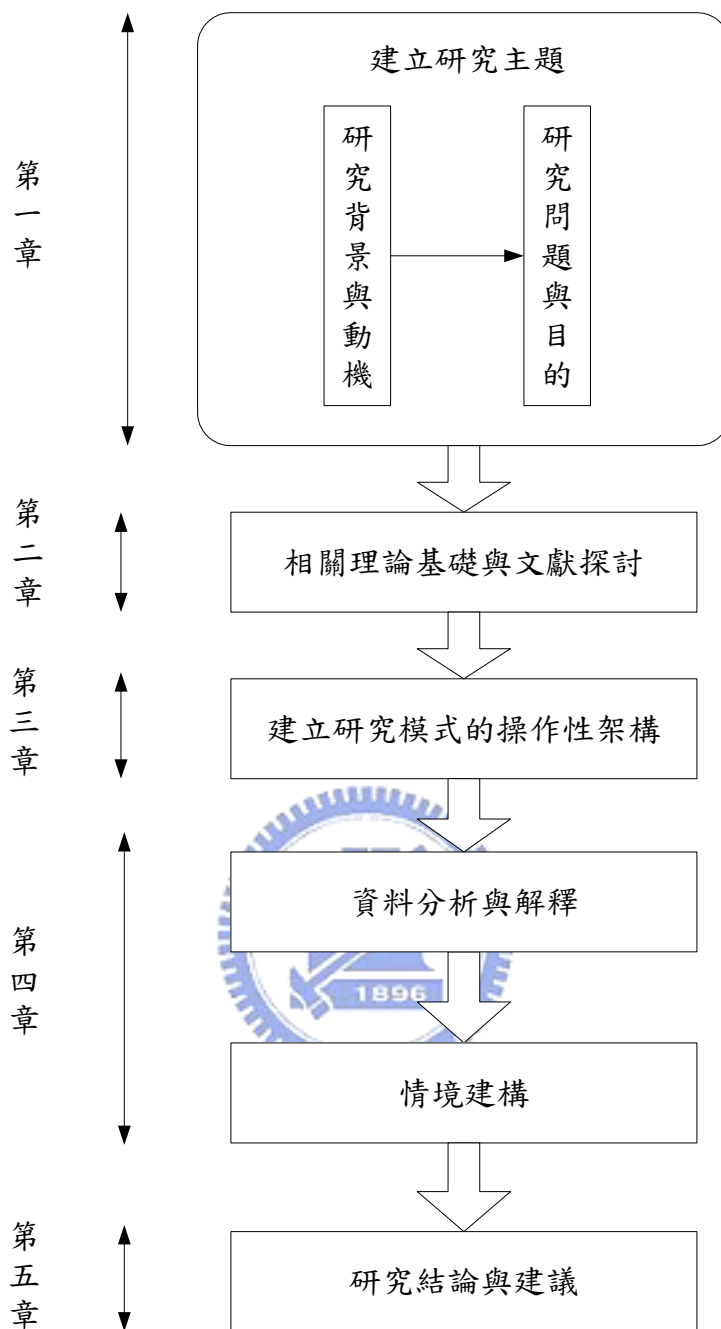 第一章
建立研究主題
研究背景與動機
研究問題與目的
第二章
相關理論基礎與文獻探討
第三章
建立研究模式的操作性架構
第四章
資料分析與解釋
1896
情境建構
第五章
研究結論與建議